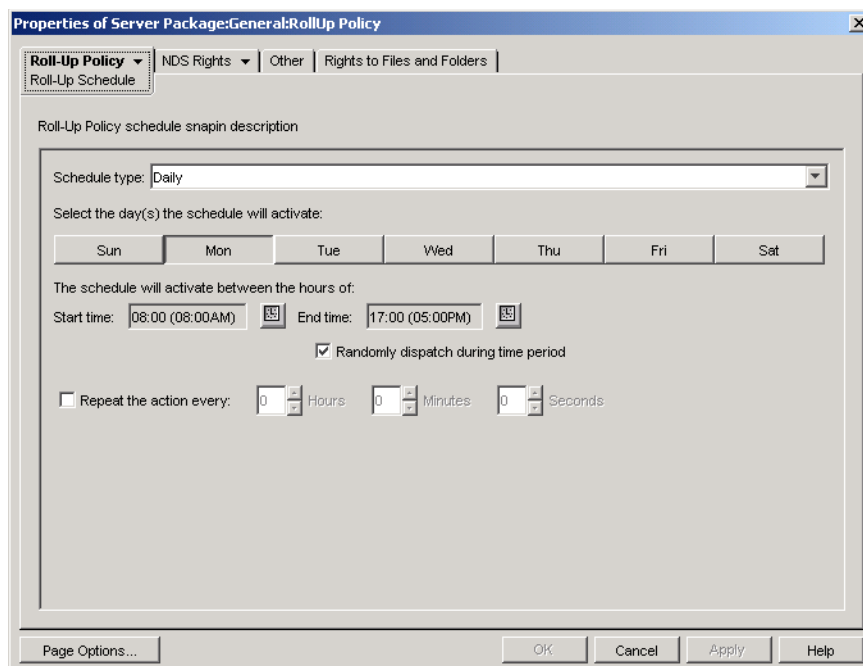 Properties of Server Package:General:RollUp Policy
Roll-Up Policy NDS Rights Other Rights to Files and Folders
Roll-Up Schedule
Roll-Up Policy schedule snapin description
Schedule type: Daily
Select the day(s) the schedule will activate:
Sun Mon Tue Wed Thu Fri Sat
The schedule will activate between the hours of:
Start time: 08:00 (08:00AM) End time: 17:00 (05:00PM)
Randomly dispatch during time period
Repeat the action every: 0 Hours 0 Minutes 0 Seconds
Page Options... OK Cancel Apply Help